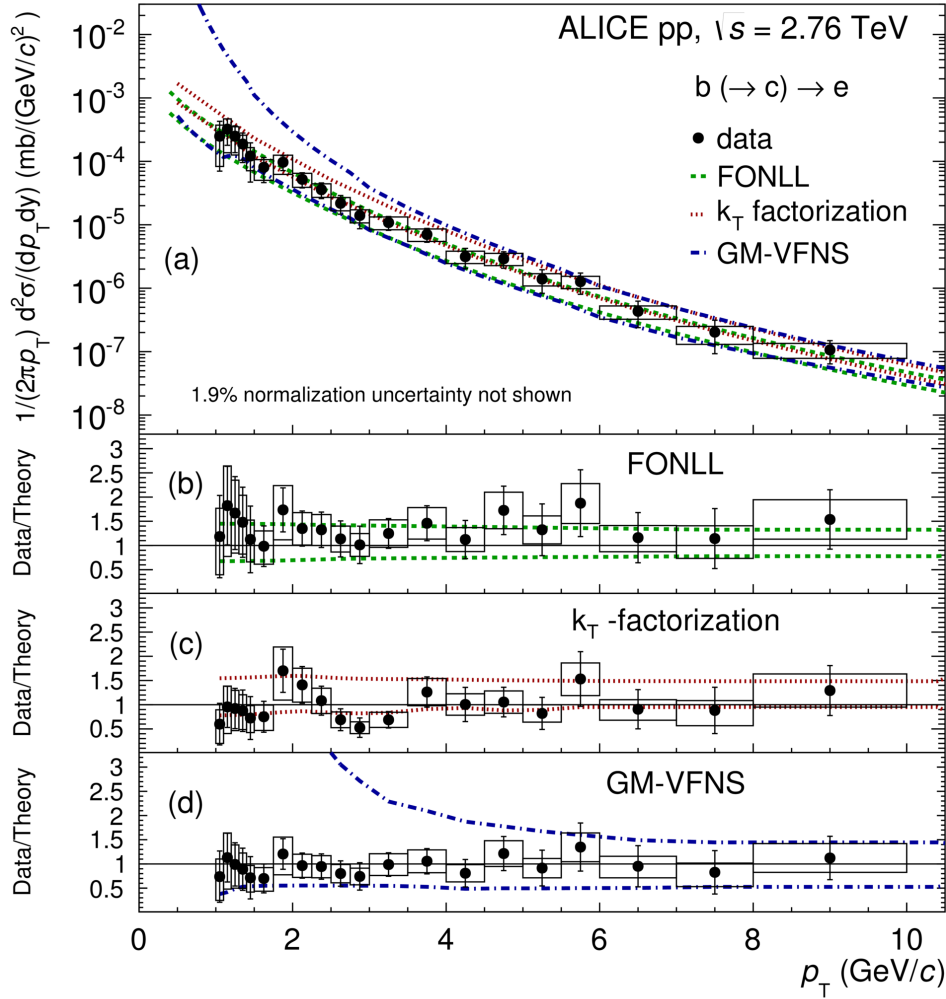 ALICE pp, √s = 2.76 TeV
b (→ c) → e
data
FONLL
k_T factorization
GM-VFNS
1/(2πp_T) d²σ/(dp_T dy) (mb/(GeV/c)²)
10⁻²
10⁻³
10⁻⁴
10⁻⁵
10⁻⁶
10⁻⁷
10⁻⁸
(a)
1.9% normalization uncertainty not shown
Data/Theory
3
2.5
2
1.5
1
0.5
(b)
FONLL
Data/Theory
3
2.5
2
1.5
1
0.5
(c)
k_T -factorization
Data/Theory
3
2.5
2
1.5
1
0.5
(d)
GM-VFNS
0 2 4 6 8 10
p_T (GeV/c)